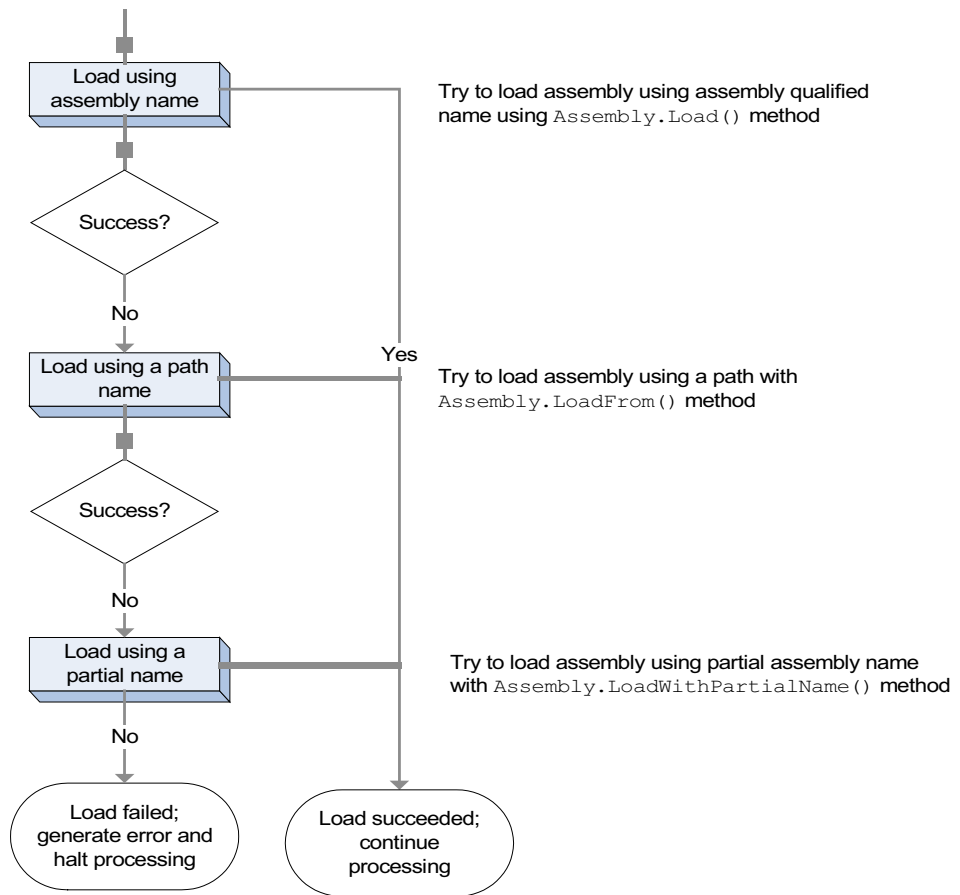 Load using
assembly name
Try to load assembly using assembly qualified
name using Assembly.Load() method
Success?
No
Yes
Load using a path
name
Try to load assembly using a path with
Assembly.LoadFrom() method
Success?
No
Load using a
partial name
Try to load assembly using partial assembly name
with Assembly.LoadWithPartialName() method
No
Load failed;
generate error and
halt processing
Load succeeded;
continue
processing